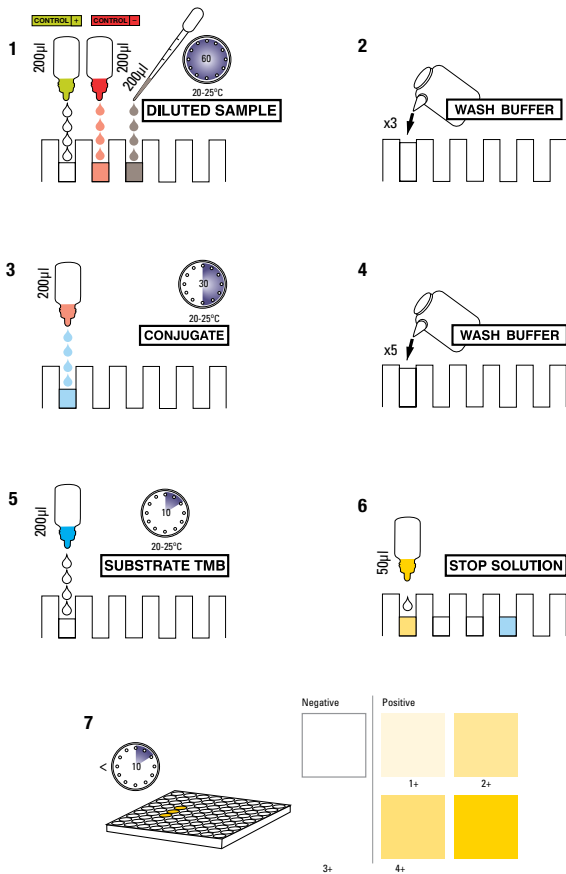 CONTROL +
CONTROL −
1
200µl
200µl
200µl
60
20-25°C
DILUTED SAMPLE
2
x3
WASH BUFFER
3
200µl
30
20-25°C
CONJUGATE
4
x5
WASH BUFFER
5
200µl
10
20-25°C
SUBSTRATE TMB
6
50µl
STOP SOLUTION
7
< 10
Negative
Positive
1+
2+
3+
4+